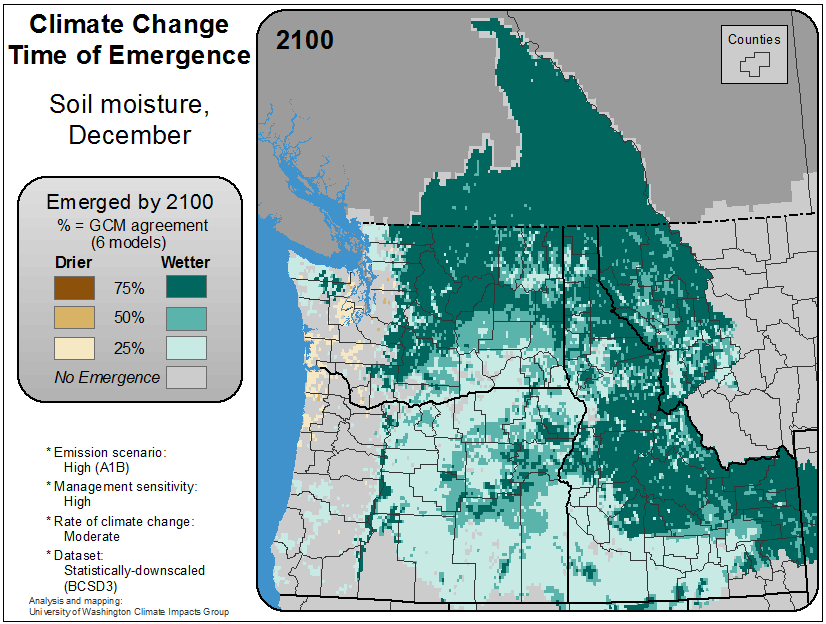 Climate Change
Time of Emergence
Soil moisture,
December
Emerged by 2100
% = GCM agreement
(6 models)
Drier Wetter
75%
50%
25%
No Emergence
* Emission scenario:
High (A1B)
* Management sensitivity:
High
* Rate of climate change:
Moderate
* Dataset:
Statistically-downscaled
(BCSD3)
Analysis and mapping:
University of Washington Climate Impacts Group
2100
Counties